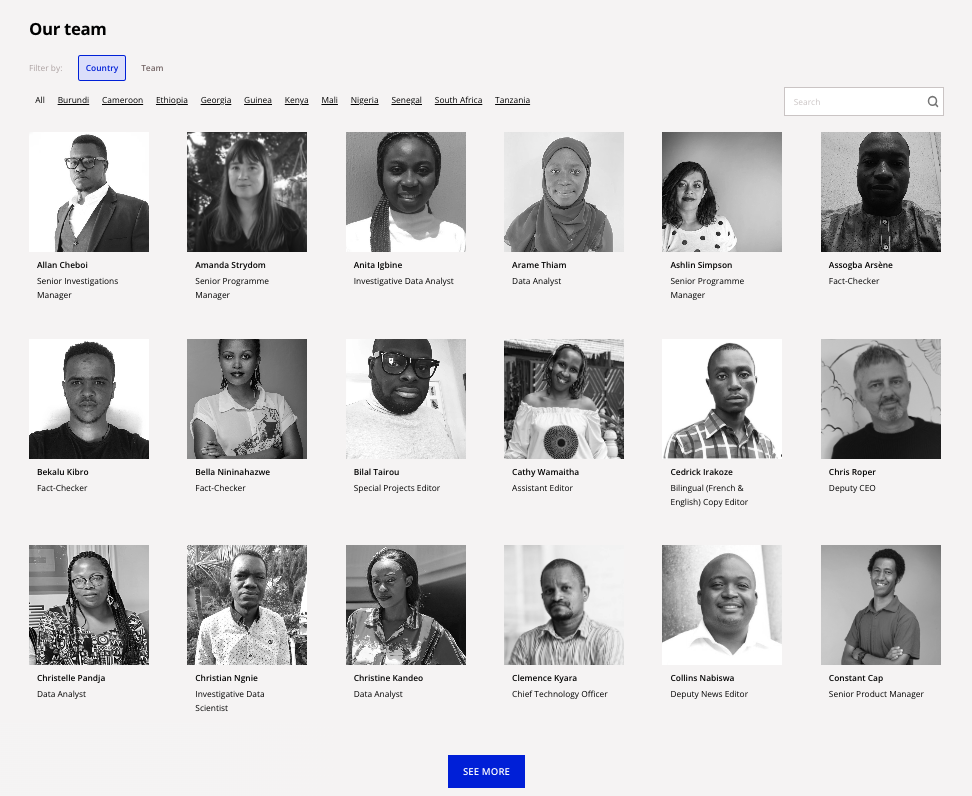 Our team
Filter by: Country Team
All Burundi Cameroon Ethiopia Georgia Guinea Kenya Mali Nigeria Senegal South Africa Tanzania
Search
Allan Cheboi
Senior Investigations
Manager
Amanda Strydom
Senior Programme
Manager
Anita Igbine
Investigative Data Analyst
Arame Thiam
Data Analyst
Ashlin Simpson
Senior Programme
Manager
Assogba Arsène
Fact-Checker
Bekalu Kibro
Fact-Checker
Bella Nininahazwe
Fact-Checker
Bilal Tairou
Special Projects Editor
Cathy Wamaitha
Assistant Editor
Cedrick Irakoze
Bilingual (French &
English) Copy Editor
Chris Roper
Deputy CEO
Christelle Pandja
Data Analyst
Christian Ngnie
Investigative Data
Scientist
Christine Kandeo
Data Analyst
Clemence Kyara
Chief Technology Officer
Collins Nabiswa
Deputy News Editor
Constant Cap
Senior Product Manager
SEE MORE